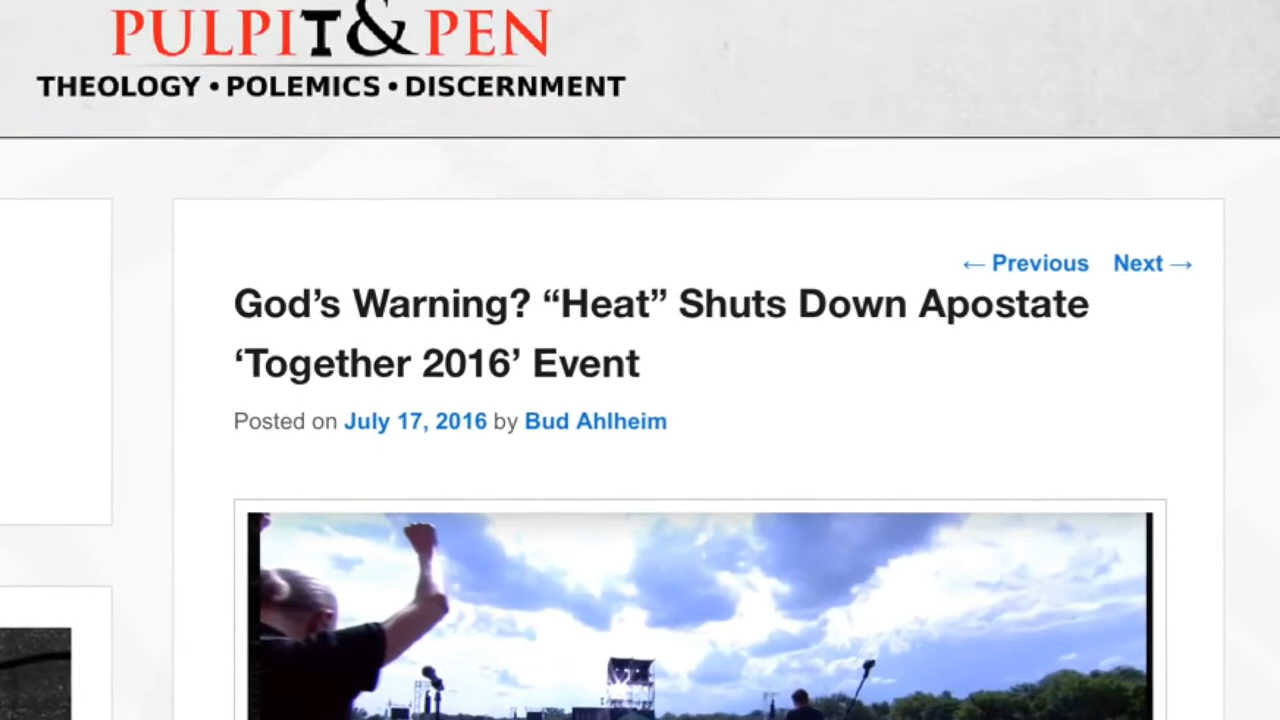 PULPIT&PEN
THEOLOGY • POLEMICS • DISCERNMENT
← Previous Next →
God’s Warning? “Heat” Shuts Down Apostate
‘Together 2016’ Event
Posted on July 17, 2016 by Bud Ahlheim